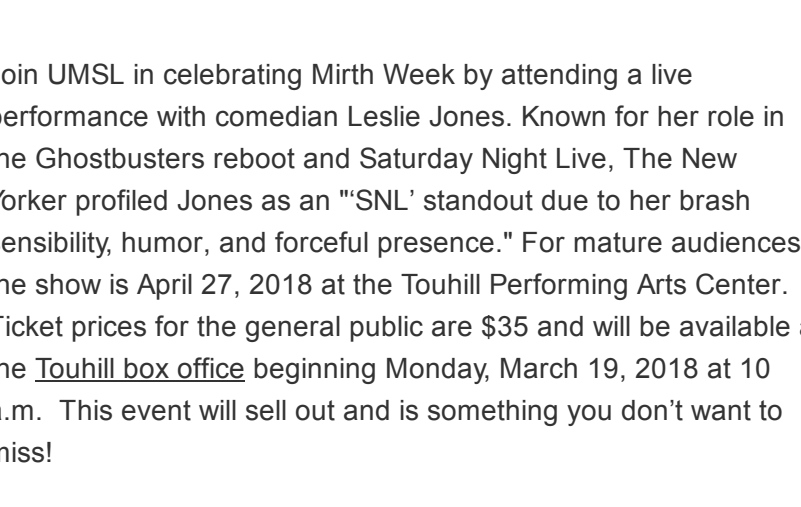 oin UMSL in celebrating Mirth Week by attending a live
performance with comedian Leslie Jones. Known for her role in
he Ghostbusters reboot and Saturday Night Live, The New
Yorker profiled Jones as an "‘SNL’ standout due to her brash
ensibility, humor, and forceful presence." For mature audiences
he show is April 27, 2018 at the Touhill Performing Arts Center.
Ticket prices for the general public are $35 and will be available a
he Touhill box office beginning Monday, March 19, 2018 at 10
a.m.  This event will sell out and is something you don’t want to
miss!